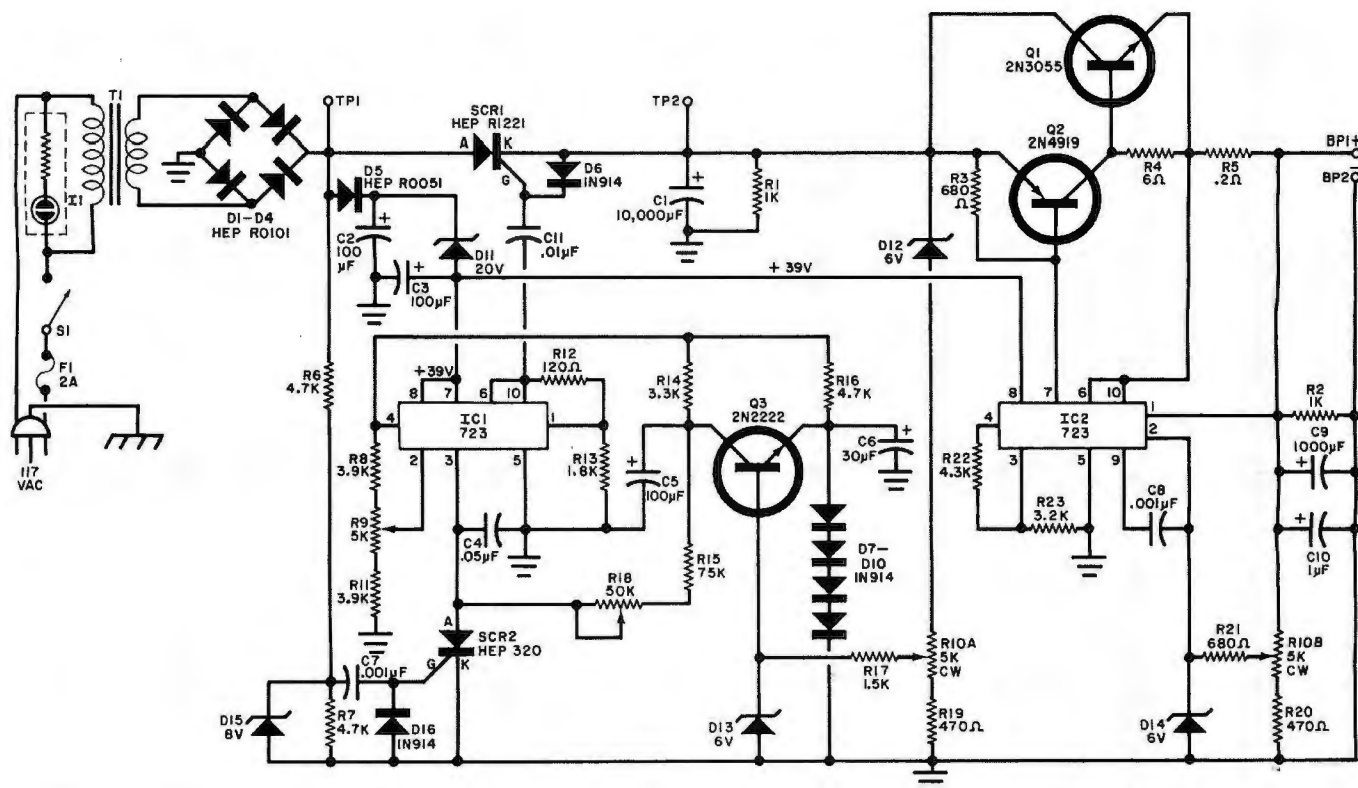 T1
I1
S1
F1
2A
117
VAC
D1-D4
HEP R0101
TP1
D5
HEP R0051
C2
100
µF
C3
100µF
D11
20V
SCR1
HEP R1221
A
K
G
D6
1N914
C11
.01µF
TP2
C1
10,000µF
R1
1K
Q1
2N3055
Q2
2N4919
R3
680
Ω
D12
6V
R4
6Ω
R5
.2Ω
BP1+
BP2-
+39V
R6
4.7K
+39V
R12
120Ω
8
7
6
10
4
IC1
723
1
2
3
5
R8
3.9K
R9
5K
R11
3.9K
R13
1.8K
C4
.05µF
C5
100µF
R14
3.3K
R16
4.7K
Q3
2N2222
C6
30µF
R15
75K
R18
50K
D7-
D10
1N914
A
G
K
SCR2
HEP 320
C7
.001µF
D15
8V
R7
4.7K
D16
1N914
R17
1.5K
D13
6V
R10A
5K
CW
R19
470Ω
8
7
6
10
4
IC2
723
1
2
3
5
9
R22
4.3K
R23
3.2K
C8
.001µF
R2
1K
C9
1000µF
C10
1µF
R21
680Ω
R10B
5K
CW
D14
6V
R20
470Ω